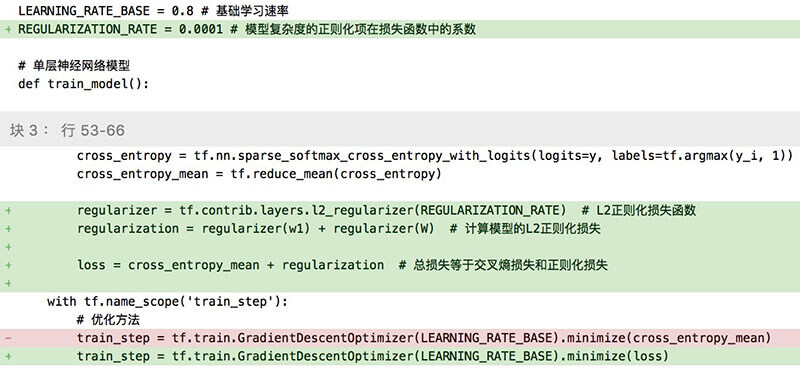 LEARNING_RATE_BASE = 0.8 # 基础学习速率
+ REGULARIZATION_RATE = 0.0001 # 模型复杂度的正则化项在损失函数中的系数
# 单层神经网络模型
def train_model():
块 3： 行 53-66
cross_entropy = tf.nn.sparse_softmax_cross_entropy_with_logits(logits=y, labels=tf.argmax(y_i, 1))
cross_entropy_mean = tf.reduce_mean(cross_entropy)
+ regularizer = tf.contrib.layers.l2_regularizer(REGULARIZATION_RATE) # L2正则化损失函数
+ regularization = regularizer(w1) + regularizer(W) # 计算模型的L2正则化损失
+
+ loss = cross_entropy_mean + regularization # 总损失等于交叉熵损失和正则化损失
+
with tf.name_scope('train_step'):
# 优化方法
- train_step = tf.train.GradientDescentOptimizer(LEARNING_RATE_BASE).minimize(cross_entropy_mean)
+ train_step = tf.train.GradientDescentOptimizer(LEARNING_RATE_BASE).minimize(loss)